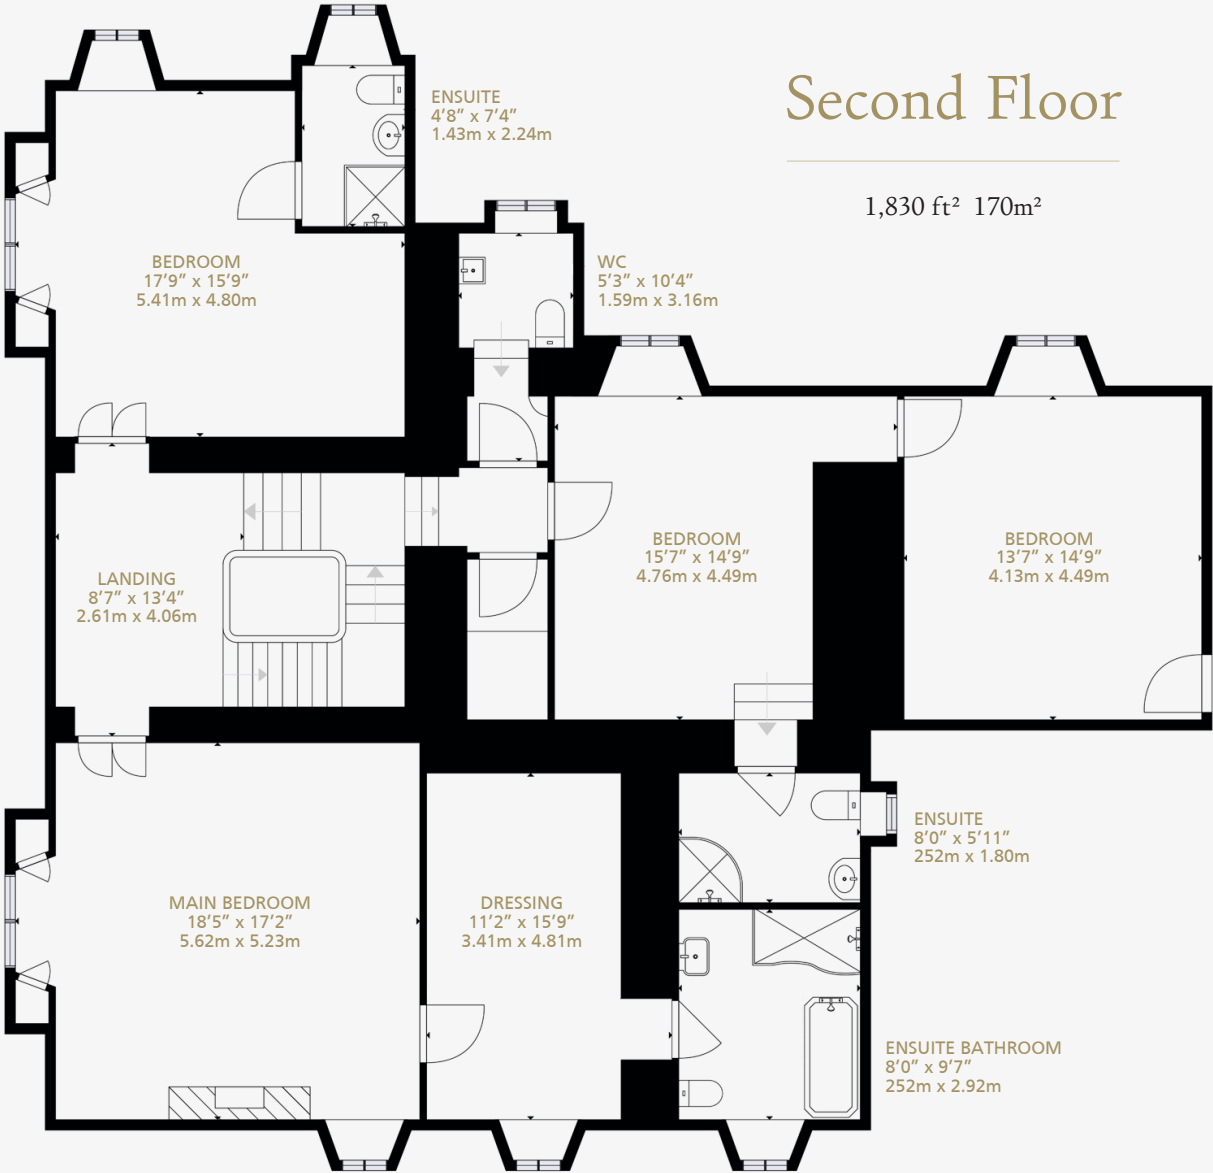 Second Floor
1,830 ft² 170m²
ENSUITE
4’8” x 7’4”
1.43m x 2.24m
BEDROOM
17’9” x 15’9”
5.41m x 4.80m
WC
5’3” x 10’4”
1.59m x 3.16m
BEDROOM
15’7” x 14’9”
4.76m x 4.49m
BEDROOM
13’7” x 14’9”
4.13m x 4.49m
LANDING
8’7” x 13’4”
2.61m x 4.06m
ENSUITE
8’0” x 5’11”
252m x 1.80m
MAIN BEDROOM
18’5” x 17’2”
5.62m x 5.23m
DRESSING
11’2” x 15’9”
3.41m x 4.81m
ENSUITE BATHROOM
8’0” x 9’7”
252m x 2.92m